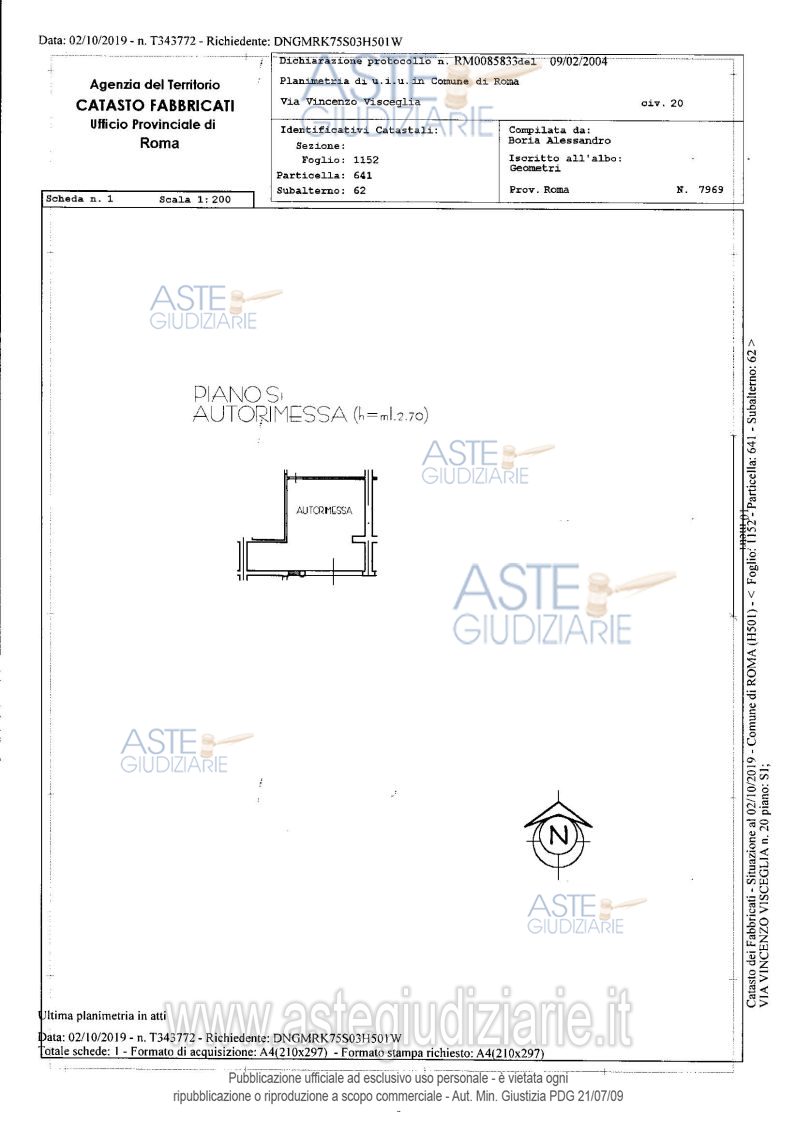 Data: 02/10/2019 - n. T343772 - Richiedente: DNGMRK75S03H501W
Agenzia del Territorio
CATASTO FABBRICATI
Ufficio Provinciale di
Roma
Dichiarazione protocollo n. RM0085833del 09/02/2004
Planimetria di u.i.u. in Comune di Roma
Via Vincenzo Visceglia civ. 20
Identificativi Catastali:
Sezione:
Foglio: 1152
Particella: 641
Subalterno: 62
Compilata da:
Boria Alessandro
Iscritto all'albo:
Geometri
Prov. Roma N. 7969
Scheda n. 1 Scala 1:200
ASTE
GIUDIZIARIE
ASTE
GIUDIZIARIE
PIANO S1
AUTORIMESSA (h=ml.2.70)
ASTE
GIUDIZIARIE
AUTORIMESSA
ASTE
GIUDIZIARIE
ASTE
GIUDIZIARIE
N
ASTE
GIUDIZIARIE
Catasto dei Fabbricati - Situazione al 02/10/2019 - Comune di ROMA (H501) - < Foglio: 1152 - Particella: 641 - Subalterno: 62 >
VIA VINCENZO VISCEGLIA n. 20 piano: S1;
Ultima planimetria in atti
www.astegiudiziarie.it
Data: 02/10/2019 - n. T343772 - Richiedente: DNGMRK75S03H501W
Totale schede: 1 - Formato di acquisizione: A4(210x297) - Formato stampa richiesto: A4(210x297)
Pubblicazione ufficiale ad esclusivo uso personale - è vietata ogni
ripubblicazione o riproduzione a scopo commerciale - Aut. Min. Giustizia PDG 21/07/09